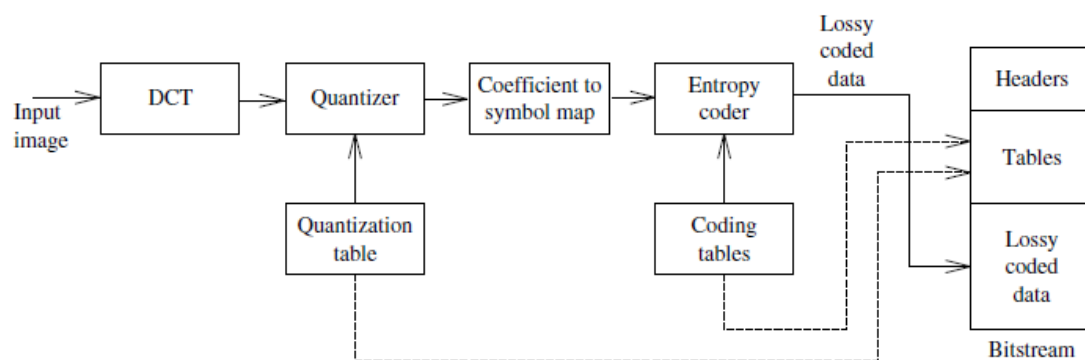 Input
image
DCT
Quantizer
Coefficient to
symbol map
Entropy
coder
Lossy
coded
data
Quantization
table
Coding
tables
Headers
Tables
Lossy
coded
data
Bitstream